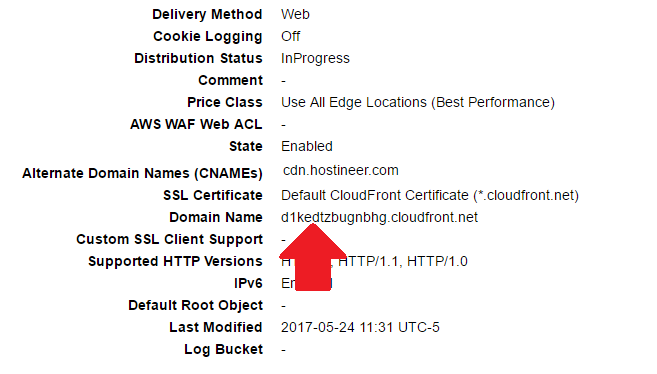 Delivery Method Web
Cookie Logging Off
Distribution Status InProgress
Comment -
Price Class Use All Edge Locations (Best Performance)
AWS WAF Web ACL -
State Enabled
Alternate Domain Names (CNAMEs) cdn.hostineer.com
SSL Certificate Default CloudFront Certificate (*.cloudfront.net)
Domain Name d1kedtzbugnbhg.cloudfront.net
Custom SSL Client Support -
Supported HTTP Versions HTTP/1.1, HTTP/1.0
IPv6
Default Root Object -
Last Modified 2017-05-24 11:31 UTC-5
Log Bucket -